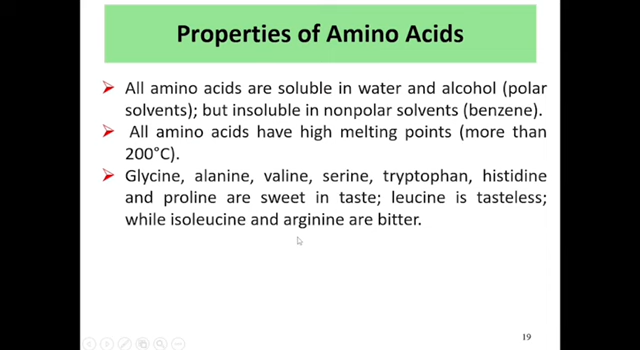 Properties of Amino Acids
➢ All amino acids are soluble in water and alcohol (polar
solvents); but insoluble in nonpolar solvents (benzene).
➢ All amino acids have high melting points (more than
200°C).
➢ Glycine, alanine, valine, serine, tryptophan, histidine
and proline are sweet in taste; leucine is tasteless;
while isoleucine and arginine are bitter.
19